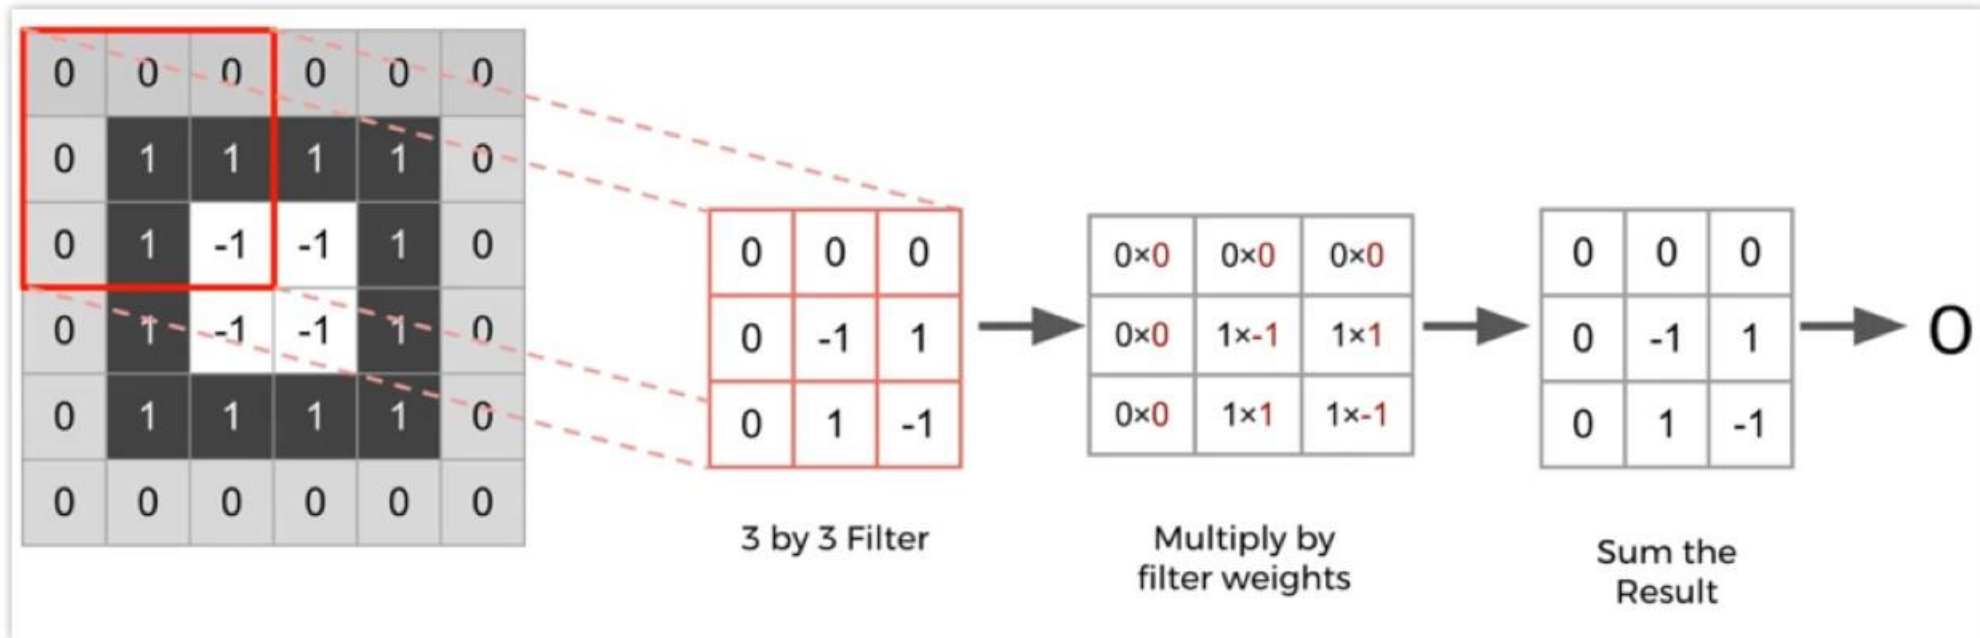 0 0 0 0 0 0
0 1 1 1 1 0
0 1 -1 -1 1 0
0 1 -1 -1 1 0
0 1 1 1 1 0
0 0 0 0 0 0
0 0 0
0 -1 1
0 1 -1
3 by 3 Filter
0×0 0×0 0×0
0×0 1×-1 1×1
0×0 1×1 1×-1
Multiply by
filter weights
0 0 0
0 -1 1
0 1 -1
Sum the
Result
0